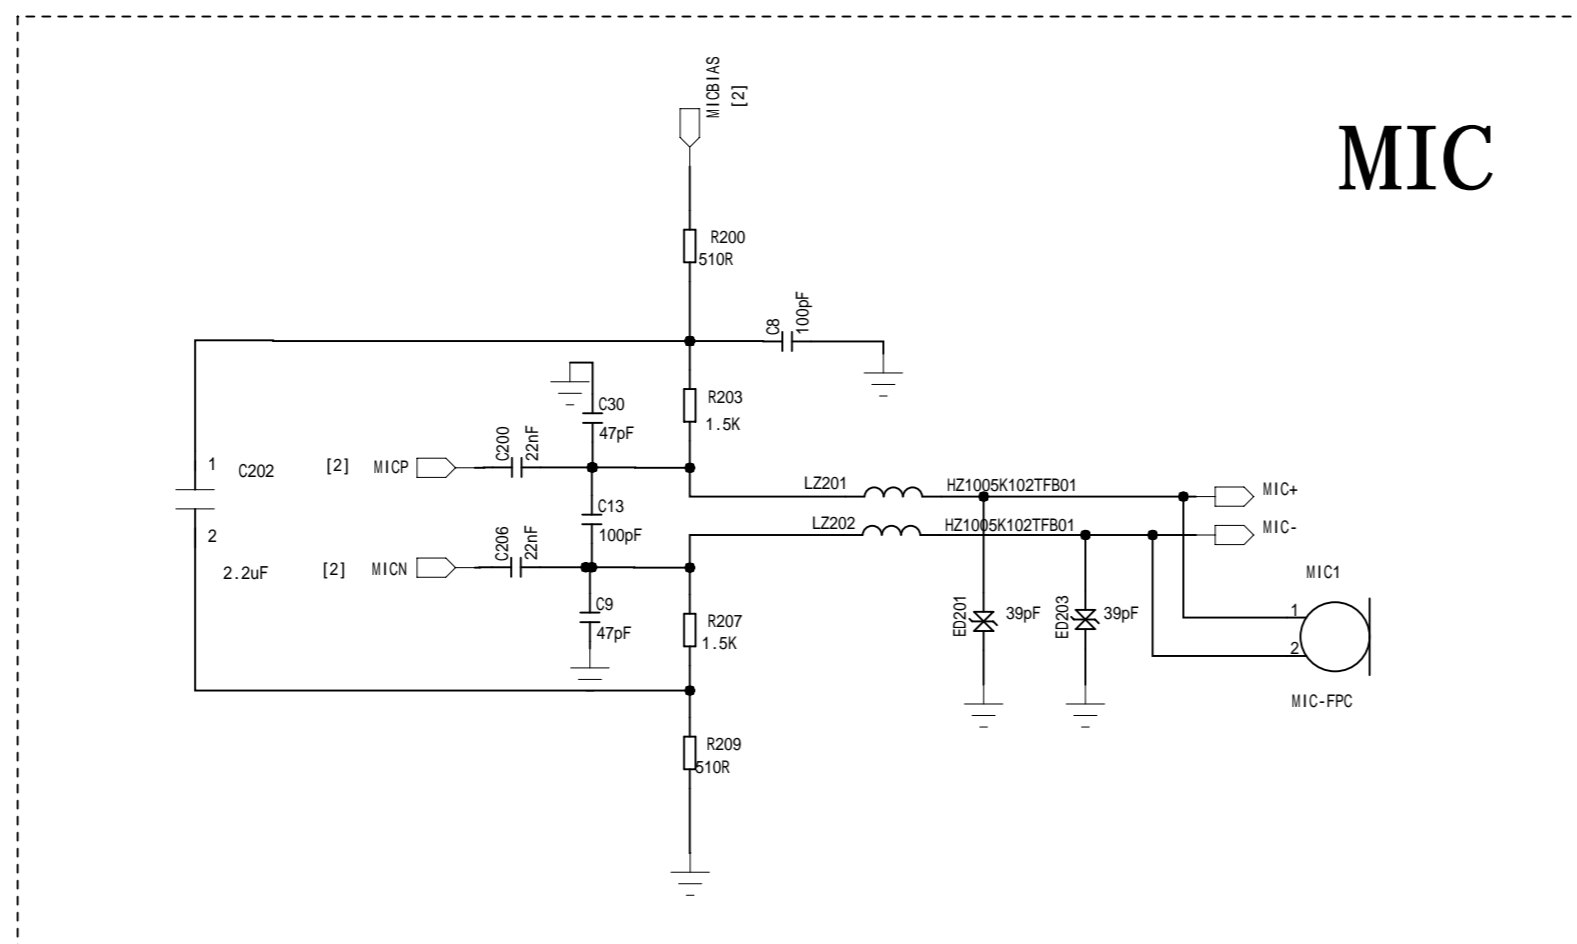 MICBIAS
[2]
MIC
R200
510R
C8
100pF
C30
47pF
R203
1.5K
C200
22nF
1
C202
[2]
MICP
LZ201
HZ1005K102TFB01
MIC+
C13
100pF
LZ202
HZ1005K102TFB01
MIC-
2
C206
22nF
2.2uF
[2]
MICN
MIC1
C9
47pF
R207
1.5K
ED201
39pF
ED203
39pF
1
2
MIC-FPC
R209
510R